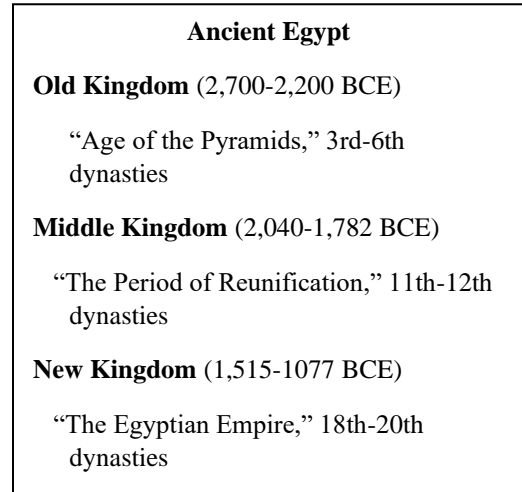 Ancient Egypt
Old Kingdom (2,700-2,200 BCE)
“Age of the Pyramids,” 3rd-6th
dynasties
Middle Kingdom (2,040-1,782 BCE)
“The Period of Reunification,” 11th-12th
dynasties
New Kingdom (1,515-1077 BCE)
“The Egyptian Empire,” 18th-20th
dynasties